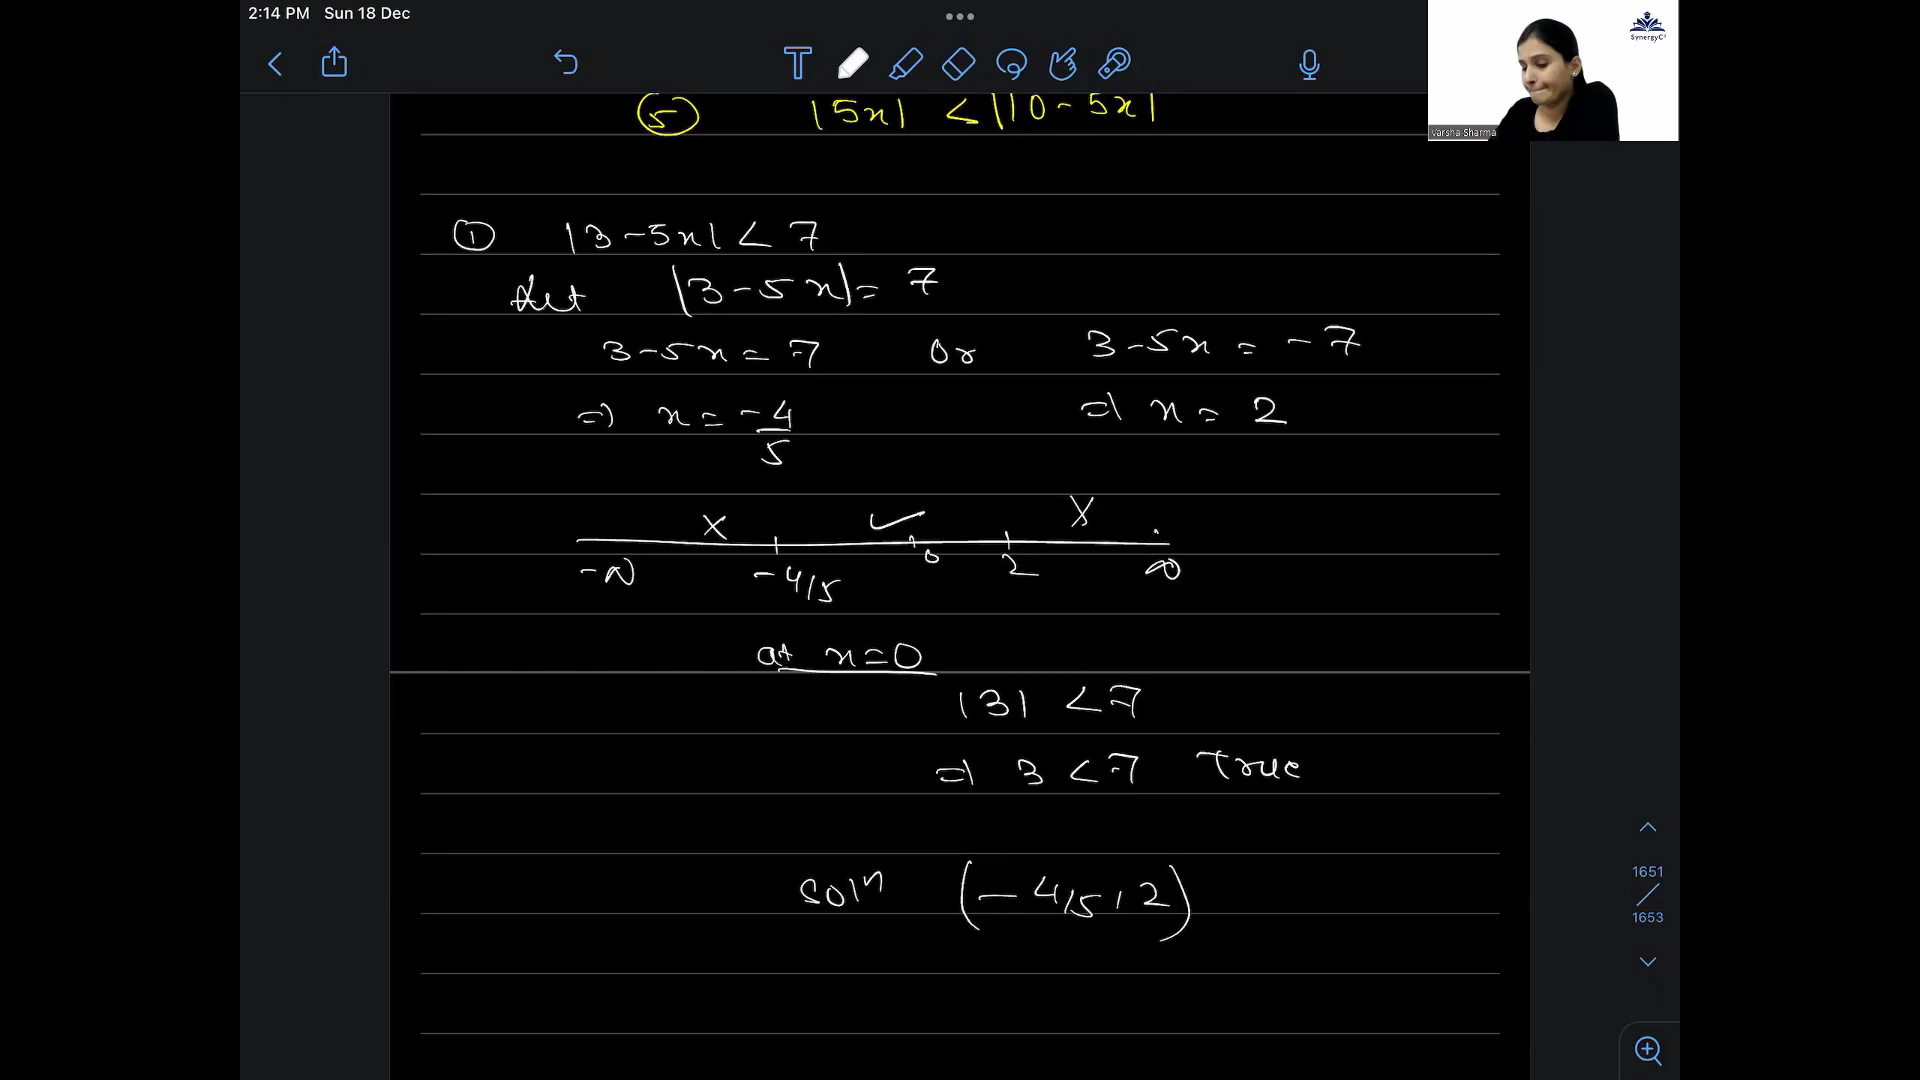 2:14 PM Sun 18 Dec
SynergyC³
Varsha Sharma
⑤ |5x| < |10 - 5x|
① |3 - 5x| < 7
Let |3 - 5x| = 7
3 - 5x = 7 Or 3 - 5x = -7
=> x = -4/5 => x = 2
X ✓ X
-∞ -4/5 0 2 ∞
at x = 0
|3| < 7
=> 3 < 7 True
Solⁿ (-4/5, 2)
1651
/
1653